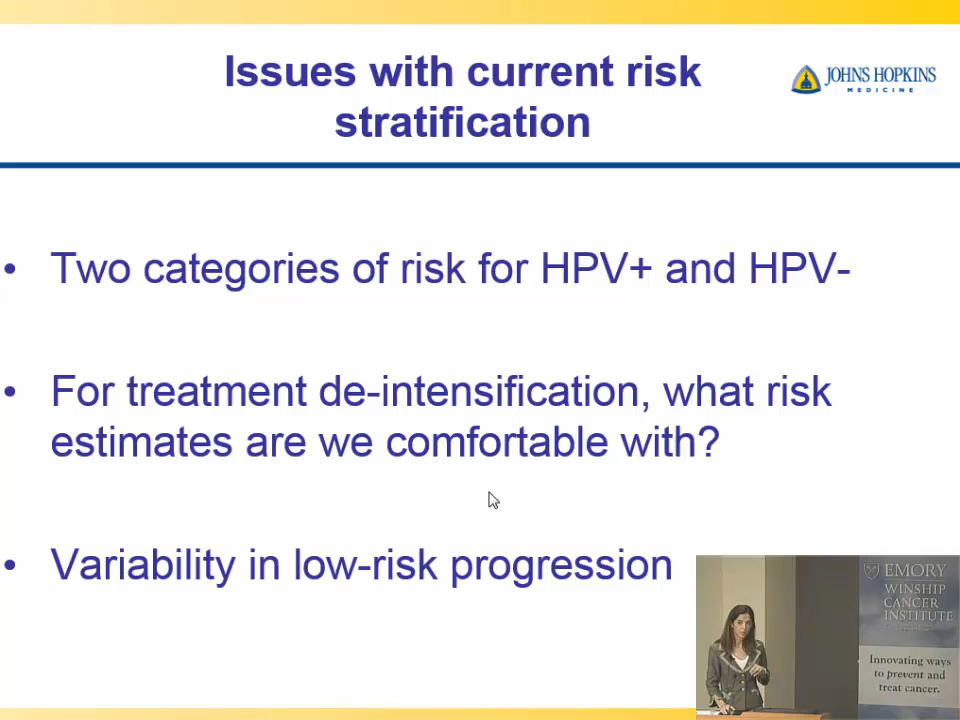 Issues with current risk
stratification
JOHNS HOPKINS
MEDICINE
• Two categories of risk for HPV+ and HPV-
• For treatment de-intensification, what risk
estimates are we comfortable with?
• Variability in low-risk progression
EMORY
WINSHIP
CANCER
INSTITUTE
Innovating ways
to prevent and
treat cancer.